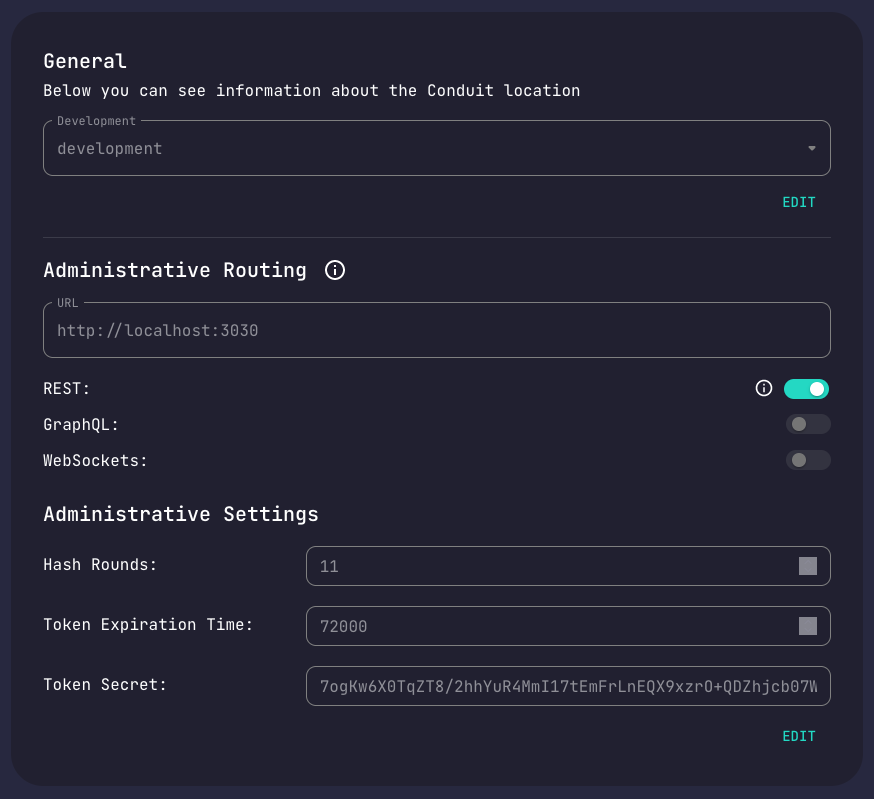 General
Below you can see information about the Conduit location
Development
development
EDIT
Administrative Routing
URL
http://localhost:3030
REST:
GraphQL:
WebSockets:
Administrative Settings
Hash Rounds: 11
Token Expiration Time: 72000
Token Secret: 7ogKw6X0TqZT8/2hhYuR4MmI17tEmFrLnEQX9xzrO+QDZhjcb07W
EDIT